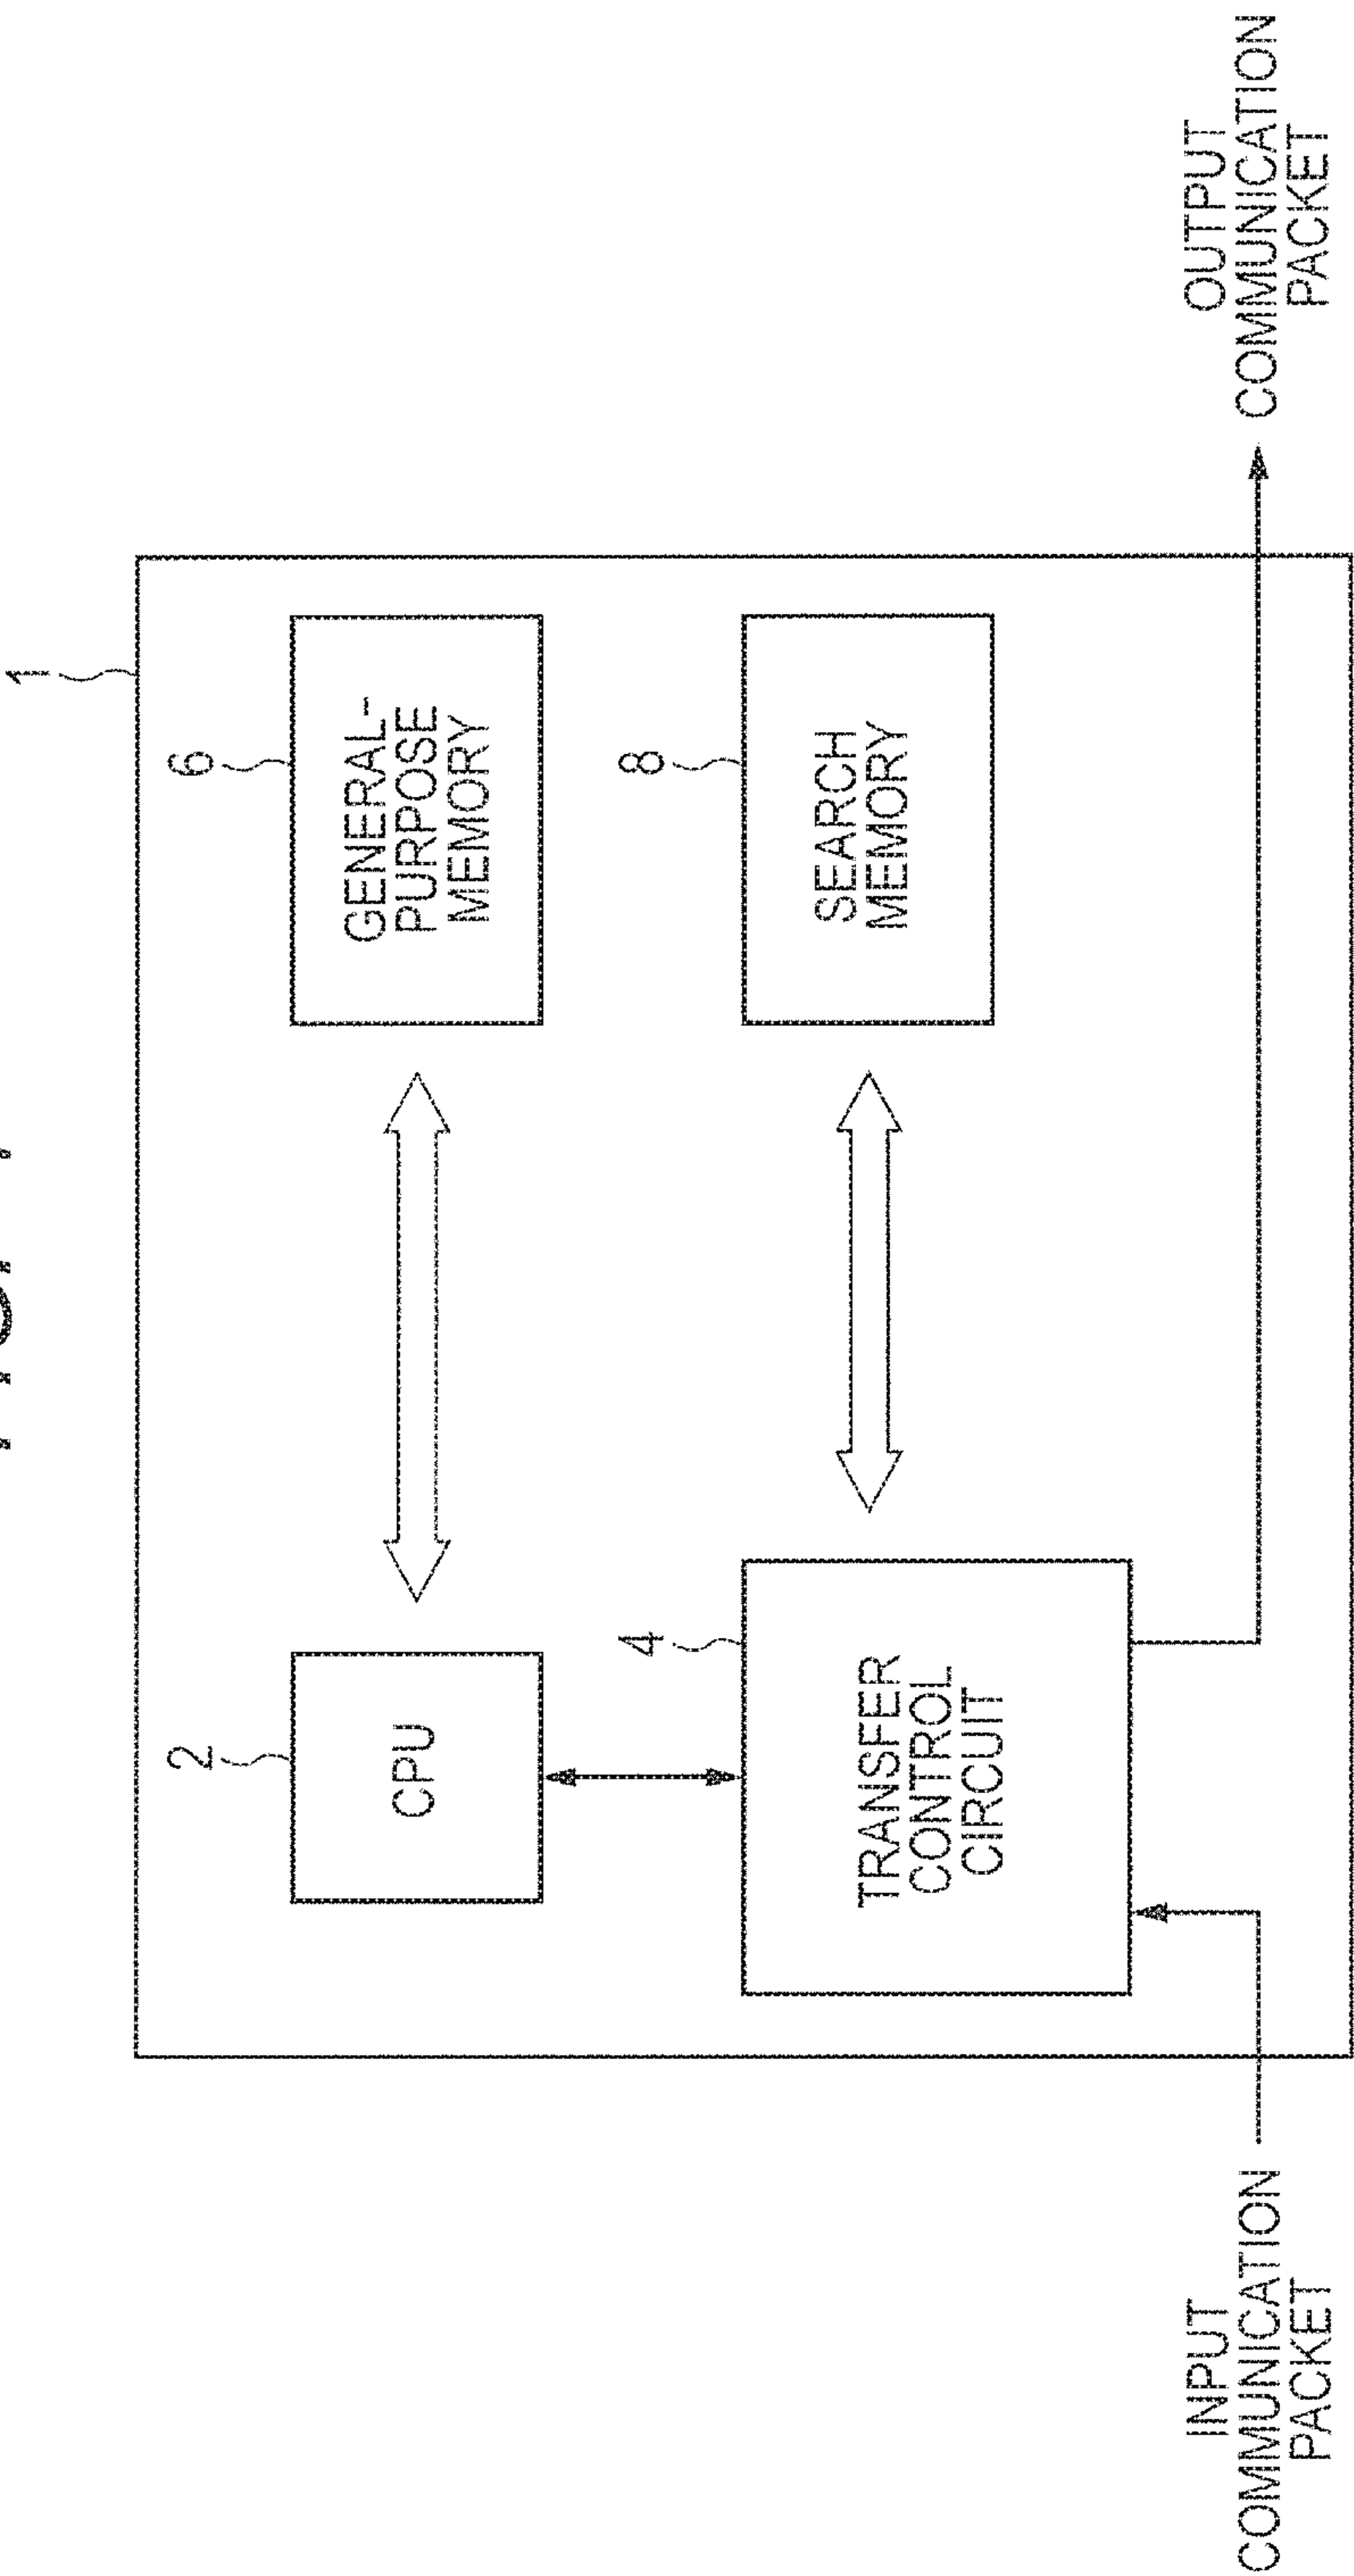 1
2
CPU
6
GENERAL-
PURPOSE
MEMORY
4
TRANSFER
CONTROL
CIRCUIT
8
SEARCH
MEMORY
INPUT
COMMUNICATION
PACKET
OUTPUT
COMMUNICATION
PACKET